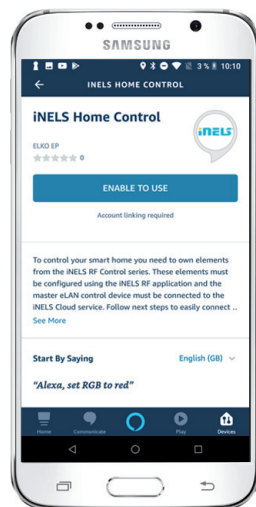 SAMSUNG
3 % 10:10
INELS HOME CONTROL
iNELS Home Control
iNELS
ELKO EP
0
ENABLE TO USE
Account linking required
To control your smart home you need to own elements
from the iNELS RF Control series. These elements must
be configured using the iNELS RF application and the
master eLAN control device must be connected to the
iNELS Cloud service. Follow next steps to easily connect ..
See More
Start By Saying English (GB)
“Alexa, set RGB to red”
Home Communicate Play Devices